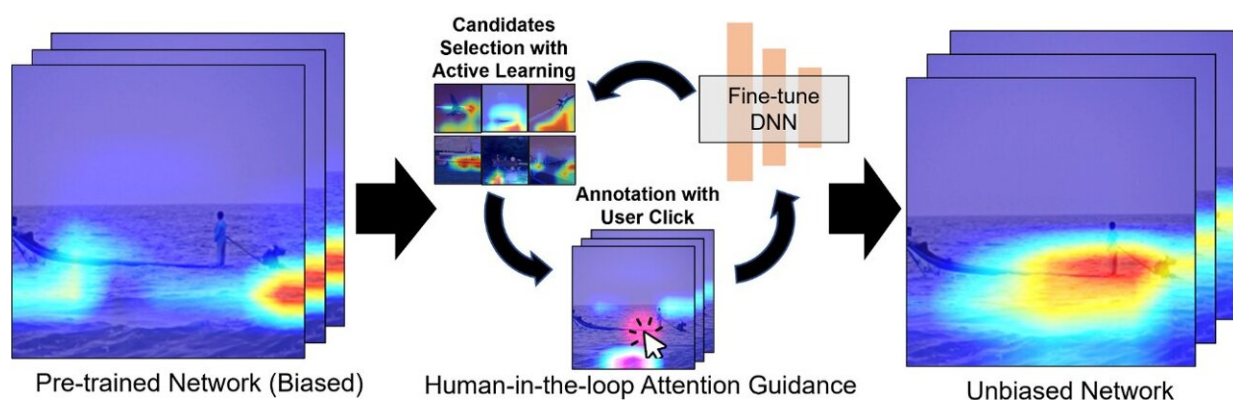 Candidates
Selection with
Active Learning
Fine-tune
DNN
Annotation with
User Click
Pre-trained Network (Biased)
Human-in-the-loop Attention Guidance
Unbiased Network